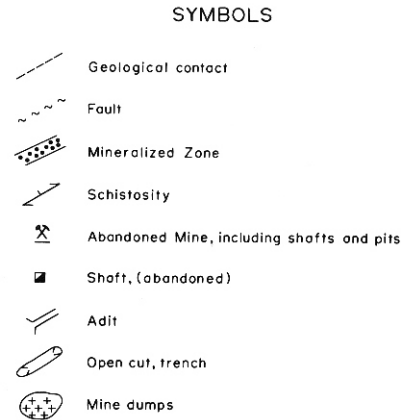 SYMBOLS
Geological contact
Fault
Mineralized Zone
Schistosity
Abandoned Mine, including shafts and pits
Shaft, (abandoned)
Adit
Open cut, trench
Mine dumps